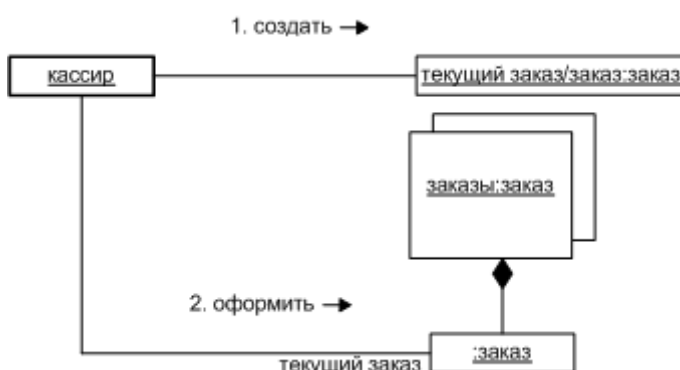 1. создать
кассир
текущий заказ/заказ:заказ
заказы:заказ
2. оформить
:заказ
текущий заказ